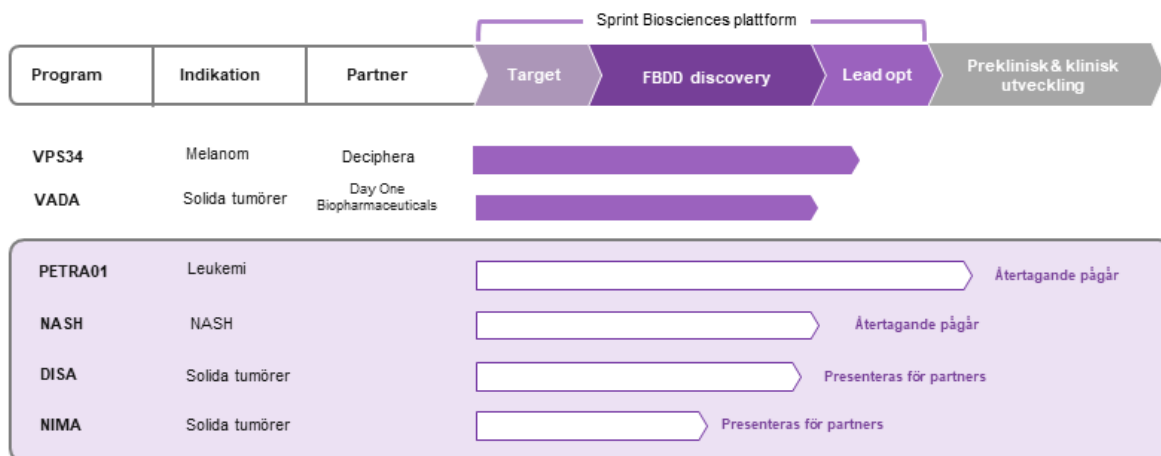 Sprint Biosciences plattform
Program Indikation Partner Target FBDD discovery Lead opt Preklinisk & klinisk
utveckling
VPS34 Melanom Deciphera
VADA Solida tumörer Day One
Biopharmaceuticals
PETRA01 Leukemi Återtagande pågår
NASH NASH Återtagande pågår
DISA Solida tumörer Presenteras för partners
NIMA Solida tumörer Presenteras för partners